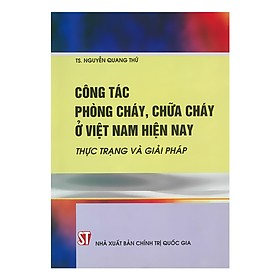 TS. NGUYỄN QUANG THỨ
CÔNG TÁC
PHÒNG CHÁY, CHỮA CHÁY
Ở VIỆT NAM HIỆN NAY
THỰC TRẠNG VÀ GIẢI PHÁP
ST NHÀ XUẤT BẢN CHÍNH TRỊ QUỐC GIA